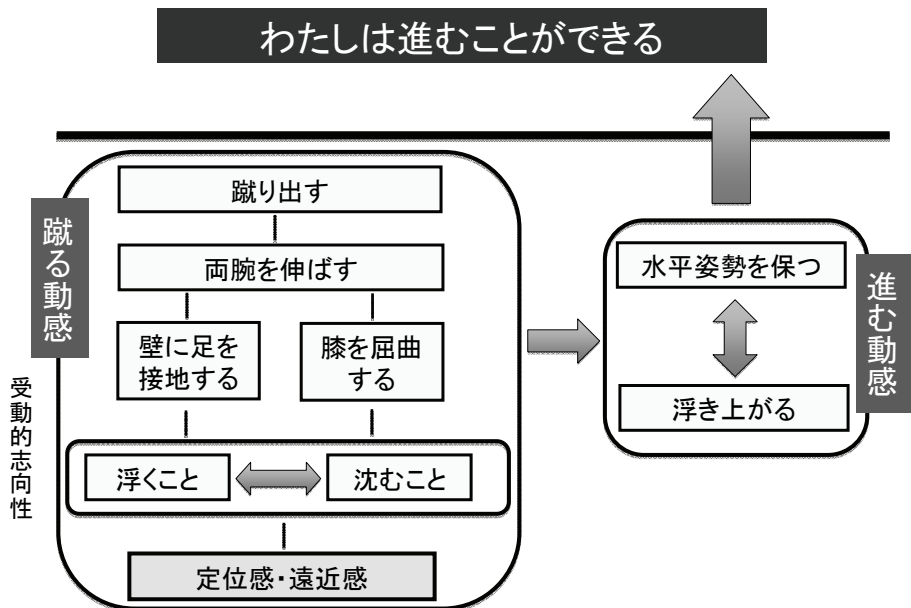 わたしは進むことができる
蹴り出す
両腕を伸ばす
壁に足を
接地する
膝を屈曲
する
浮くこと
沈むこと
定位感・遠近感
蹴る動感
受動的志向性
水平姿勢を保つ
浮き上がる
進む動感